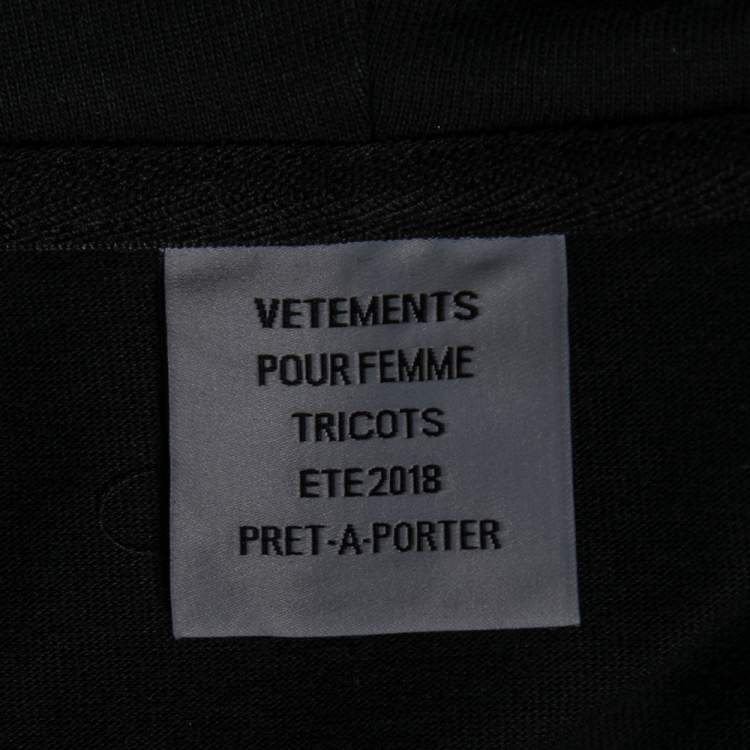 VETEMENTS
POUR FEMME
TRICOTS
ETE 2018
PRET-A-PORTER